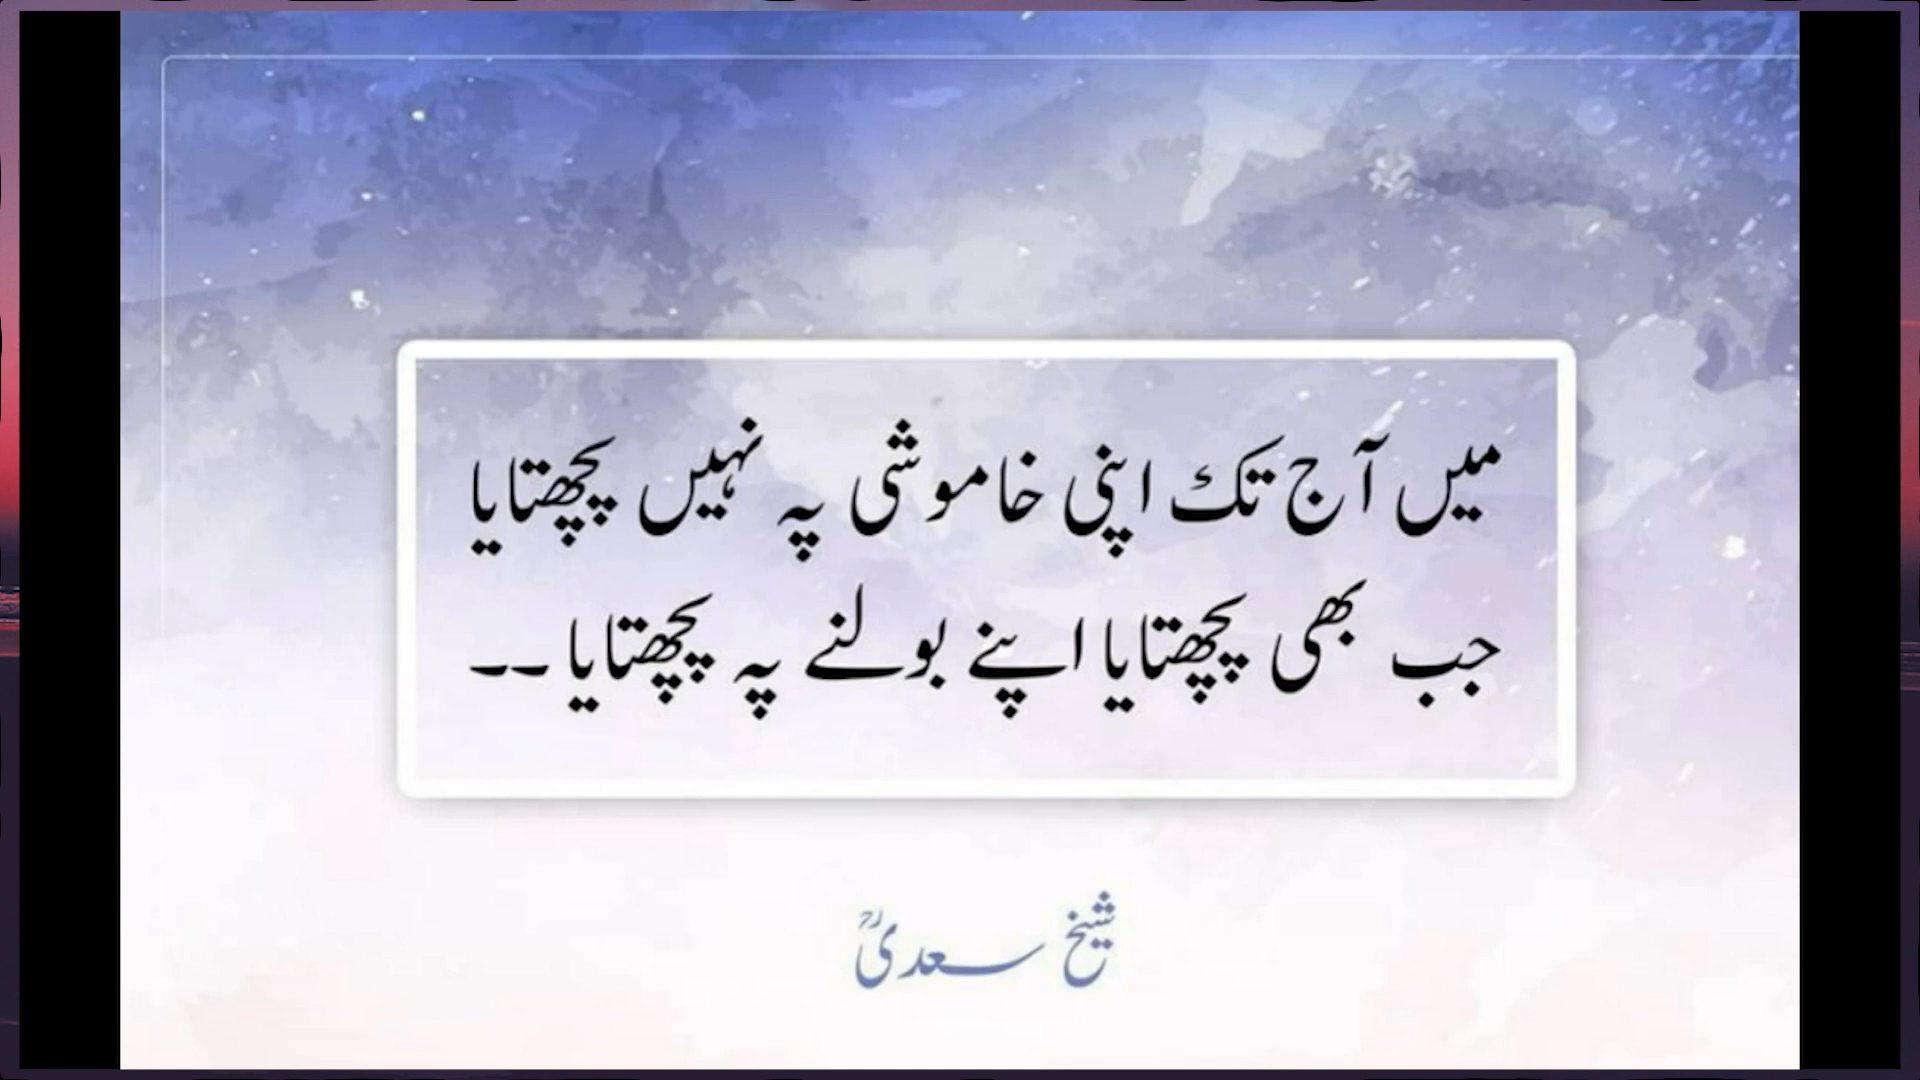 میں آج تک اپنی خاموشی پہ نہیں پچھتایا
جب بھی پچھتایا اپنے بولنے پہ پچھتایا ۔۔
شیخ سعدیؒ